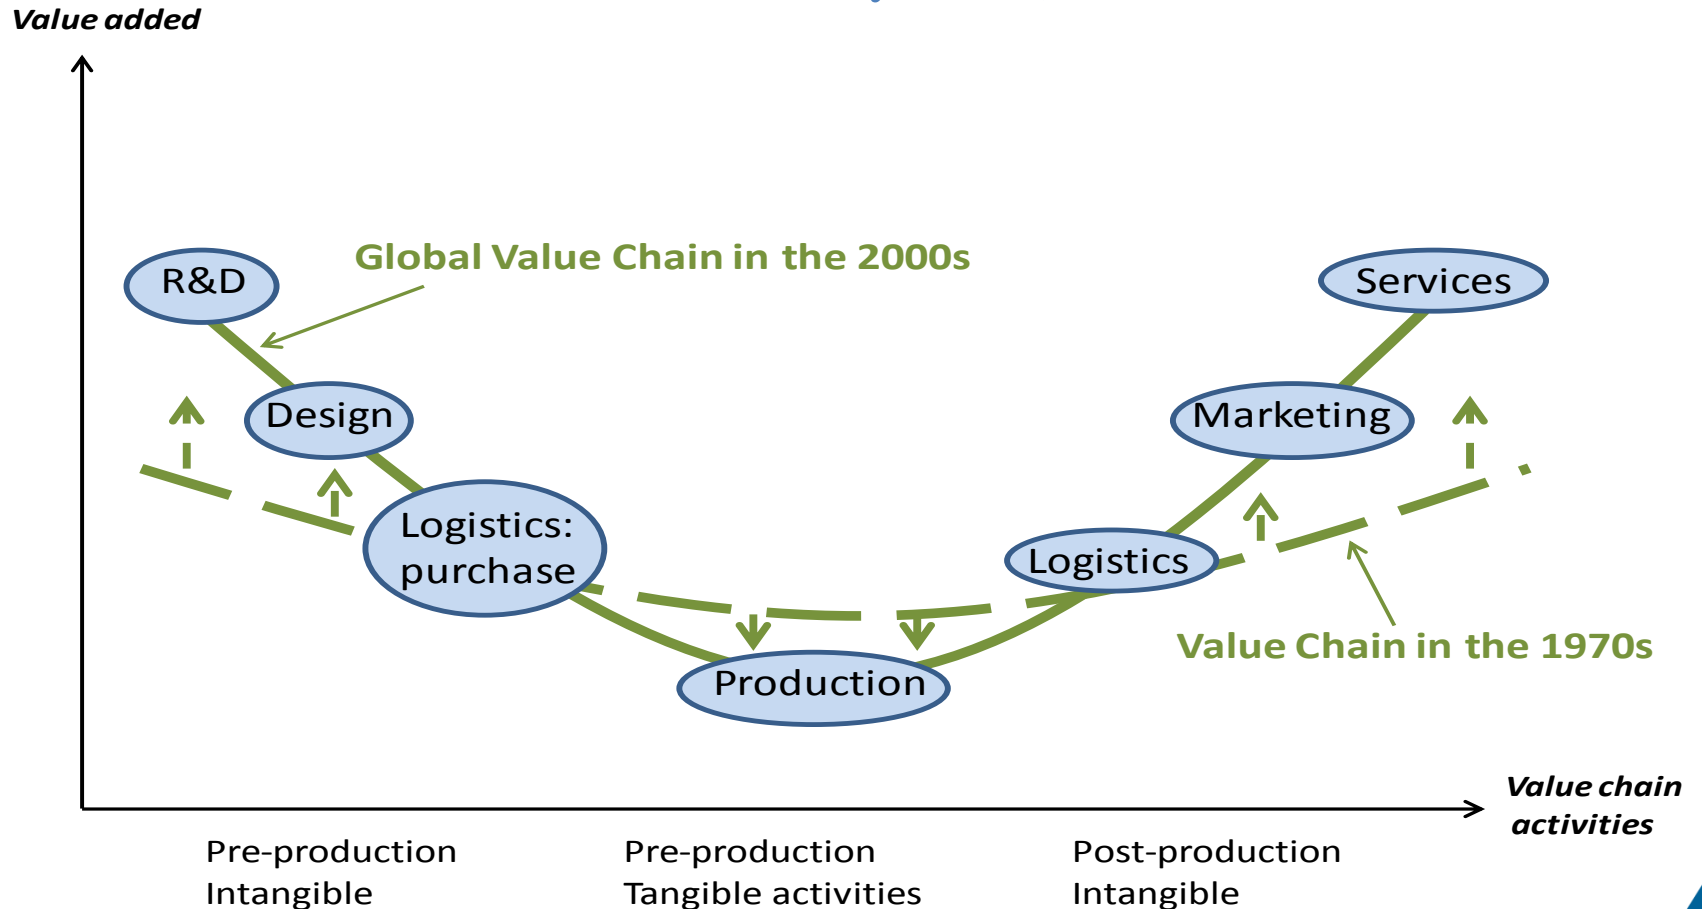 Value added
Global Value Chain in the 2000s
R&D
Services
Design
Marketing
Logistics:
purchase
Logistics
Value Chain in the 1970s
Production
Value chain
activities
Pre-production
Intangible
Pre-production
Tangible activities
Post-production
Intangible